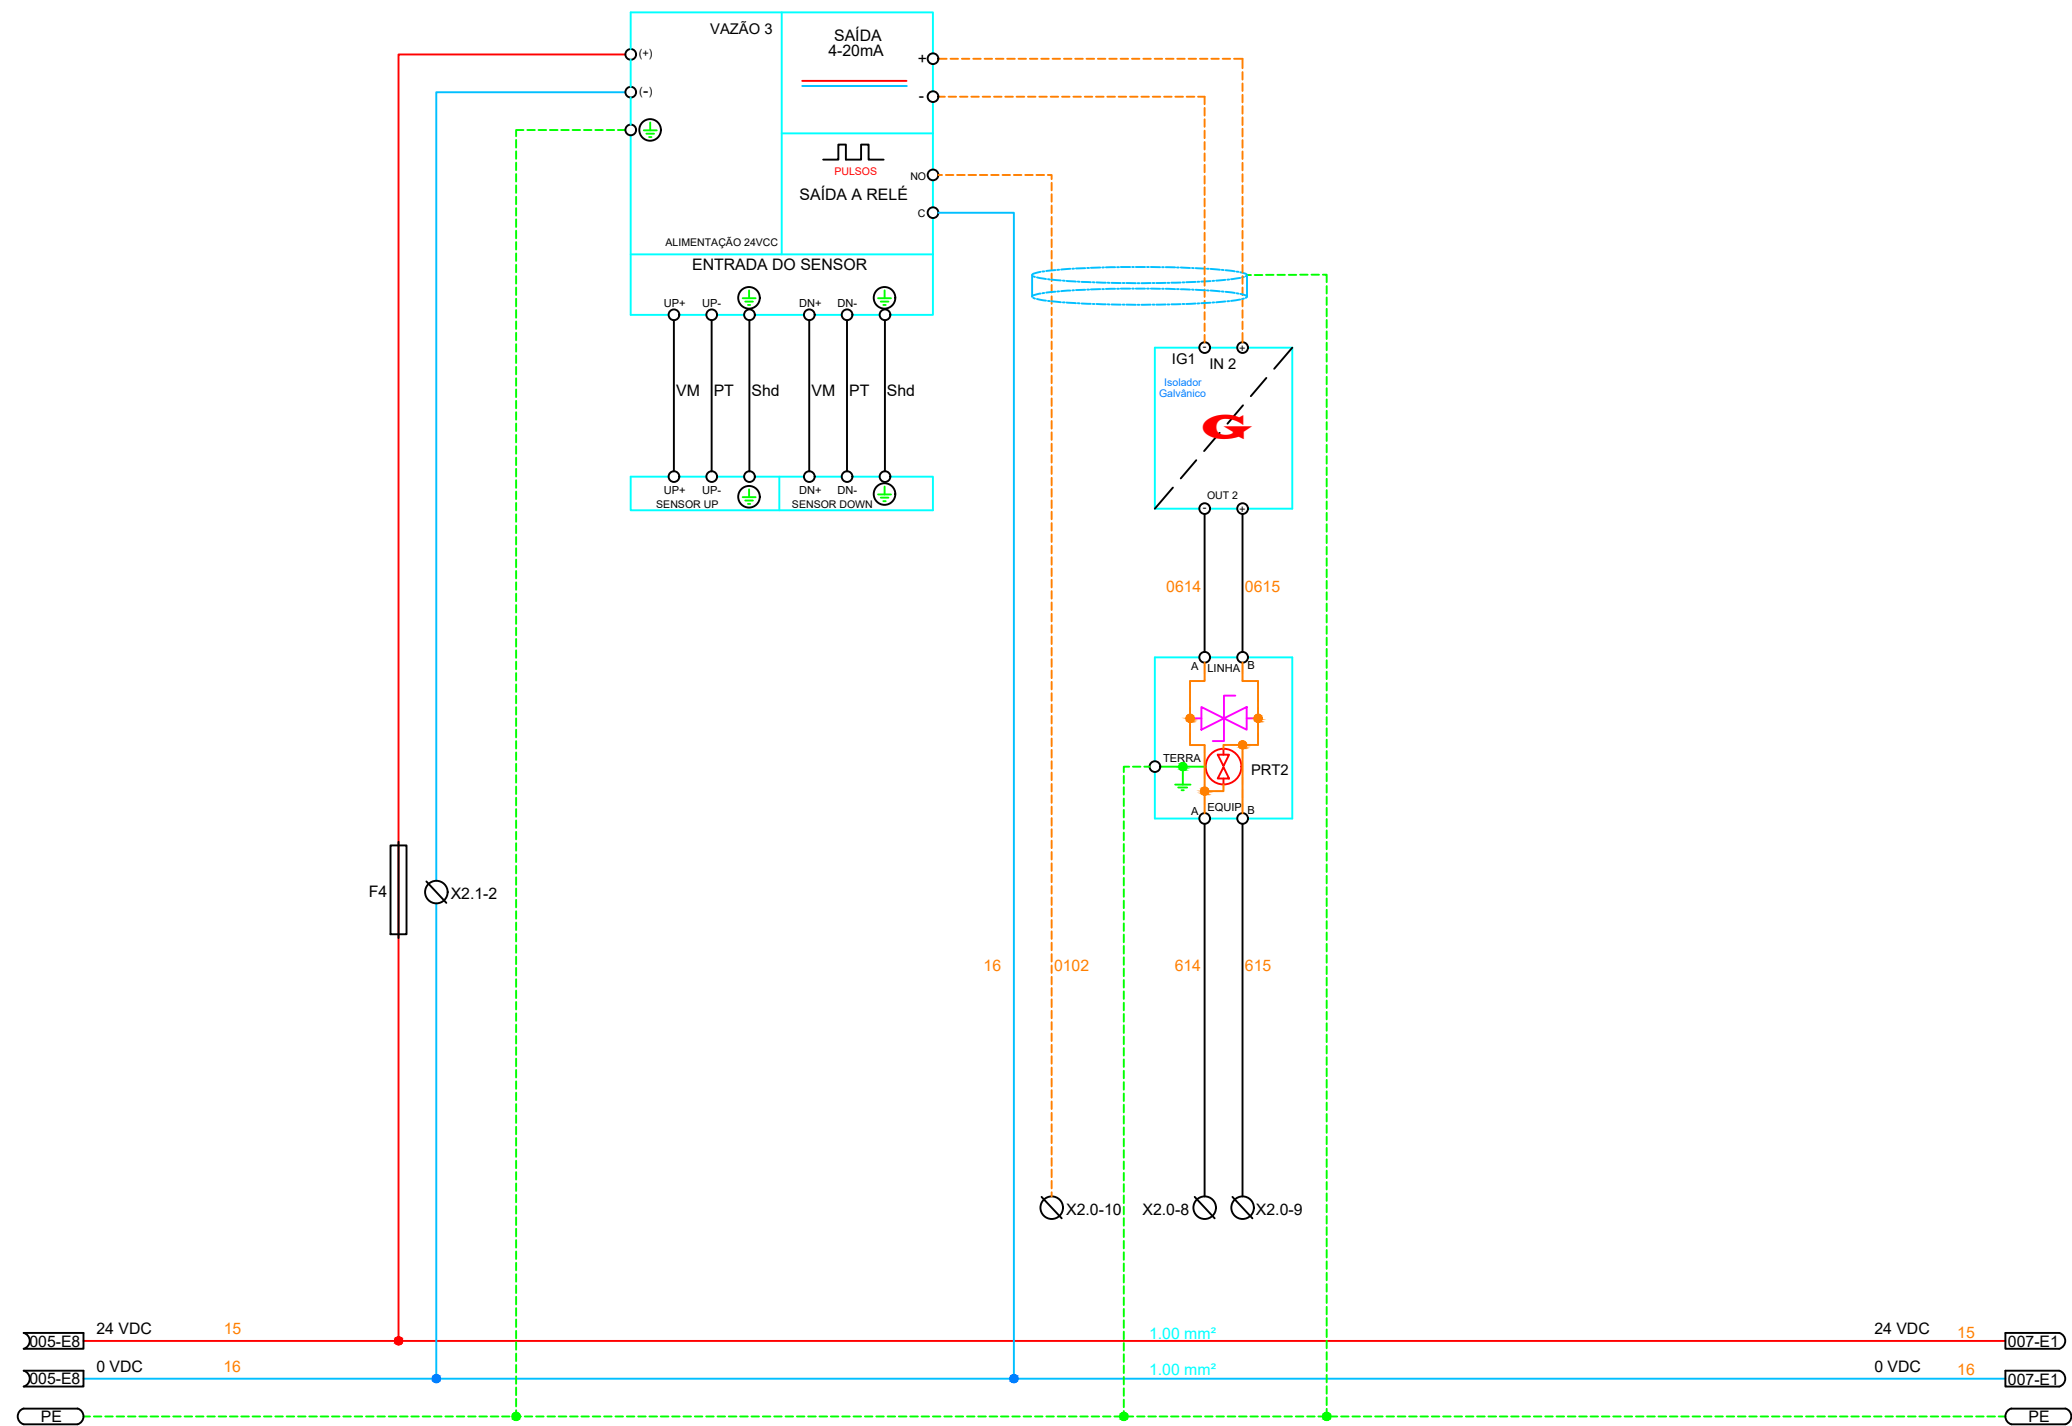 VAZÃO 3
SAÍDA
4-20mA
(+)
(-)
+
-
PULSOS
SAÍDA A RELÉ
NO
C
ALIMENTAÇÃO 24VCC
ENTRADA DO SENSOR
UP+ UP- DN+ DN-
VM PT Shd VM PT Shd
UP+ UP- DN+ DN-
SENSOR UP SENSOR DOWN
- +
IG1 IN 2
Isolador
Galvânico
G
OUT 2
- +
0614 0615
A LINHA B
TERRA
PRT2
A EQUIP B
F4
X2.1-2
16 0102 614 615
X2.0-10 X2.0-8 X2.0-9
005-E8 24 VDC 15 1.00 mm² 24 VDC 15 007-E1
005-E8 0 VDC 16 1.00 mm² 0 VDC 16 007-E1
PE PE